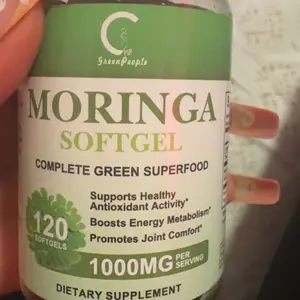 GreenPeople
MORINGA
SOFTGEL
COMPLETE GREEN SUPERFOOD
Supports Healthy
Antioxidant Activity*
Boosts Energy Metabolism*
Promotes Joint Comfort*
120
SOFTGELS
1000MG PER
SERVING
DIETARY SUPPLEMENT